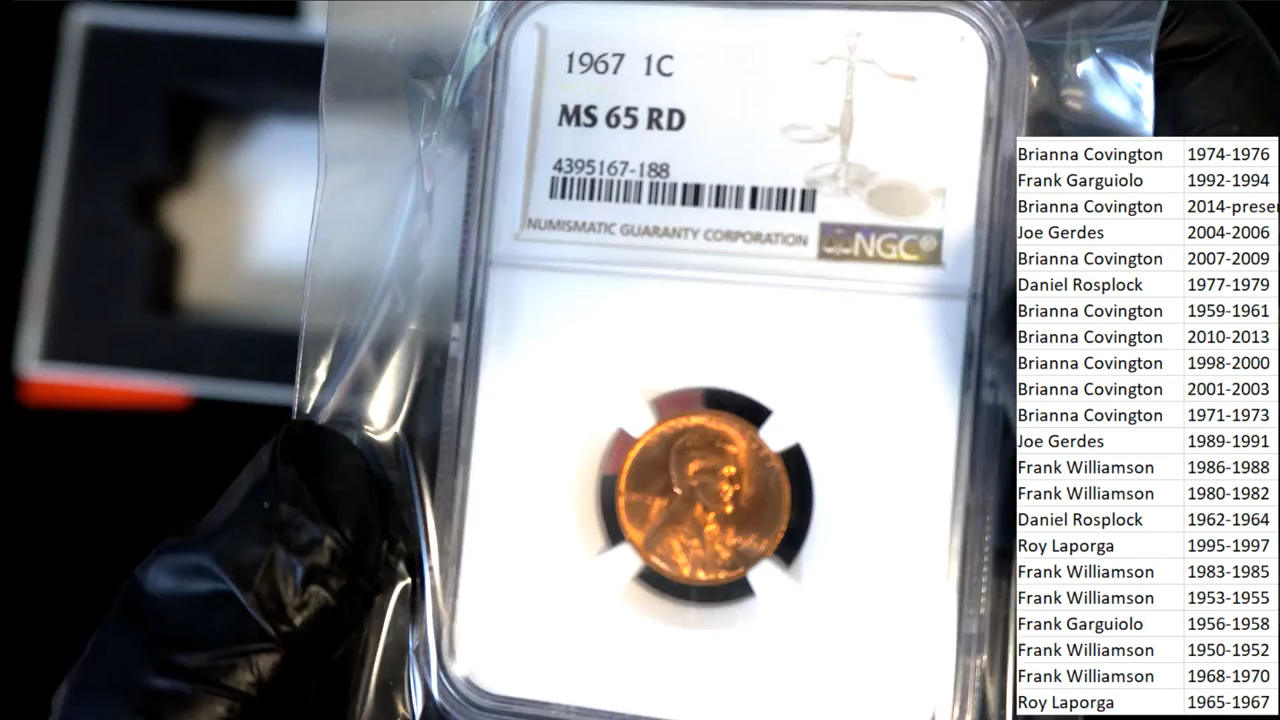 1967 1C
MS 65 RD
4395167-188
NUMISMATIC GUARANTY CORPORATION
NGC®
Brianna Covington 1974-1976
Frank Garguiolo 1992-1994
Brianna Covington 2014-prese
Joe Gerdes 2004-2006
Brianna Covington 2007-2009
Daniel Rosplock 1977-1979
Brianna Covington 1959-1961
Brianna Covington 2010-2013
Brianna Covington 1998-2000
Brianna Covington 2001-2003
Brianna Covington 1971-1973
Joe Gerdes 1989-1991
Frank Williamson 1986-1988
Frank Williamson 1980-1982
Daniel Rosplock 1962-1964
Roy Laporga 1995-1997
Frank Williamson 1983-1985
Frank Williamson 1953-1955
Frank Garguiolo 1956-1958
Frank Williamson 1950-1952
Frank Williamson 1968-1970
Roy Laporga 1965-1967